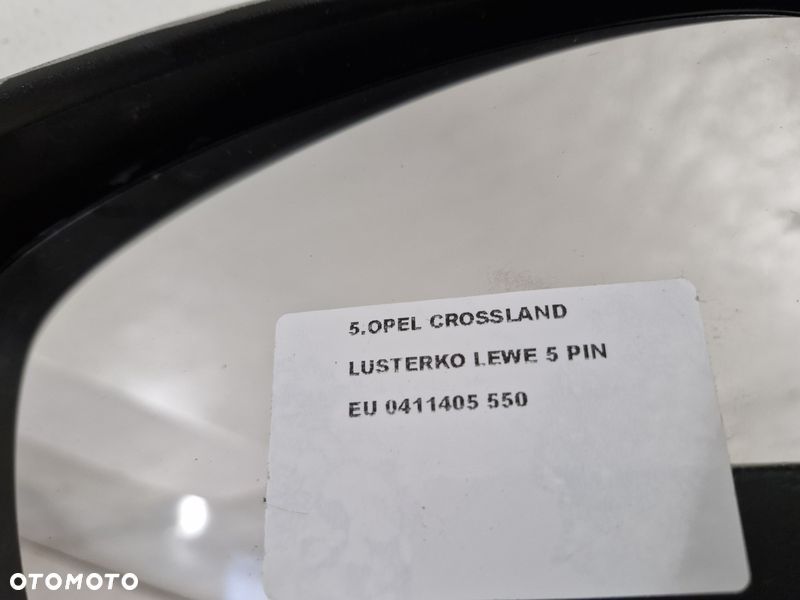 5.OPEL CROSSLAND
LUSTERKO LEWE 5 PIN
EU 0411405 550
OTOMOTO